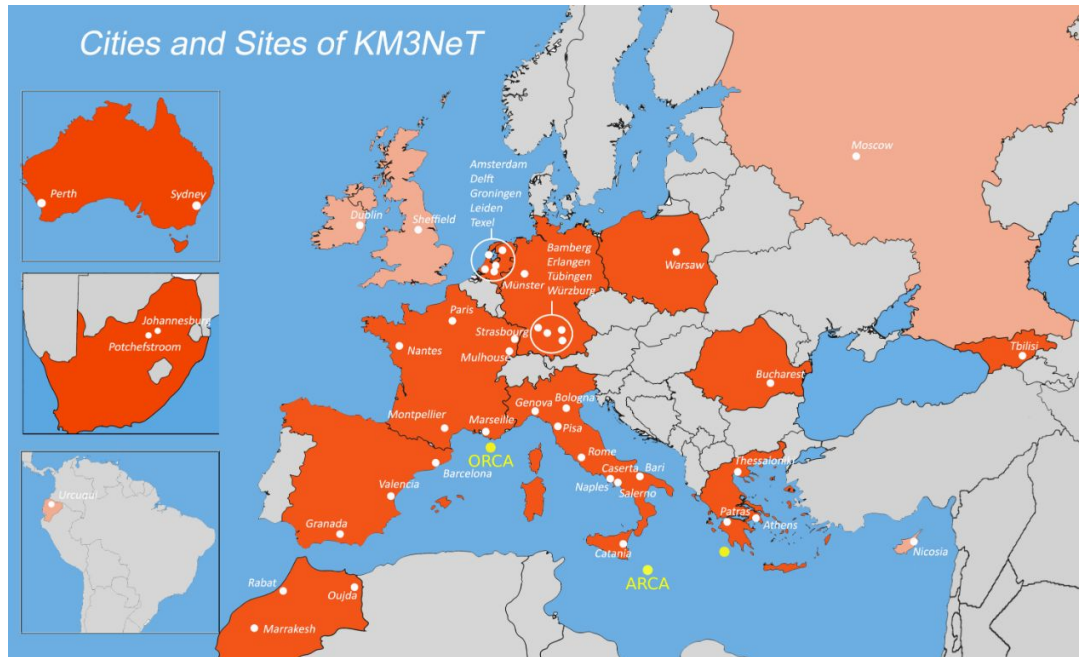 Cities and Sites of KM3NeT
Perth
Sydney
Johannesburg
Potchefstroom
Urcuqui
Moscow
Dublin
Sheffield
Amsterdam
Delft
Groningen
Leiden
Texel
Bamberg
Erlangen
Tübingen
Würzburg
Münster
Warsaw
Paris
Strasbourg
Nantes
Mulhouse
Tbilisi
Bucharest
Genova
Bologna
Montpellier
Marseille
Pisa
ORCA
Rome
Barcelona
Caserta
Bari
Naples
Salerno
Thessaloniki
Valencia
Granada
Patras
Athens
Catania
Nicosia
ARCA
Rabat
Oujda
Marrakesh